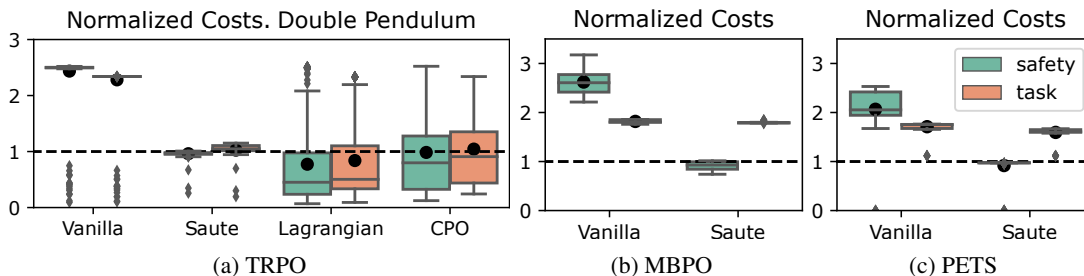 Normalized Costs. Double Pendulum
3
2
1
0
Vanilla
Saute
Lagrangian
CPO
(a) TRPO
Normalized Costs
3
2
1
0
Vanilla
Saute
(b) MBPO
Normalized Costs
safety
task
3
2
1
0
Vanilla
Saute
(c) PETS